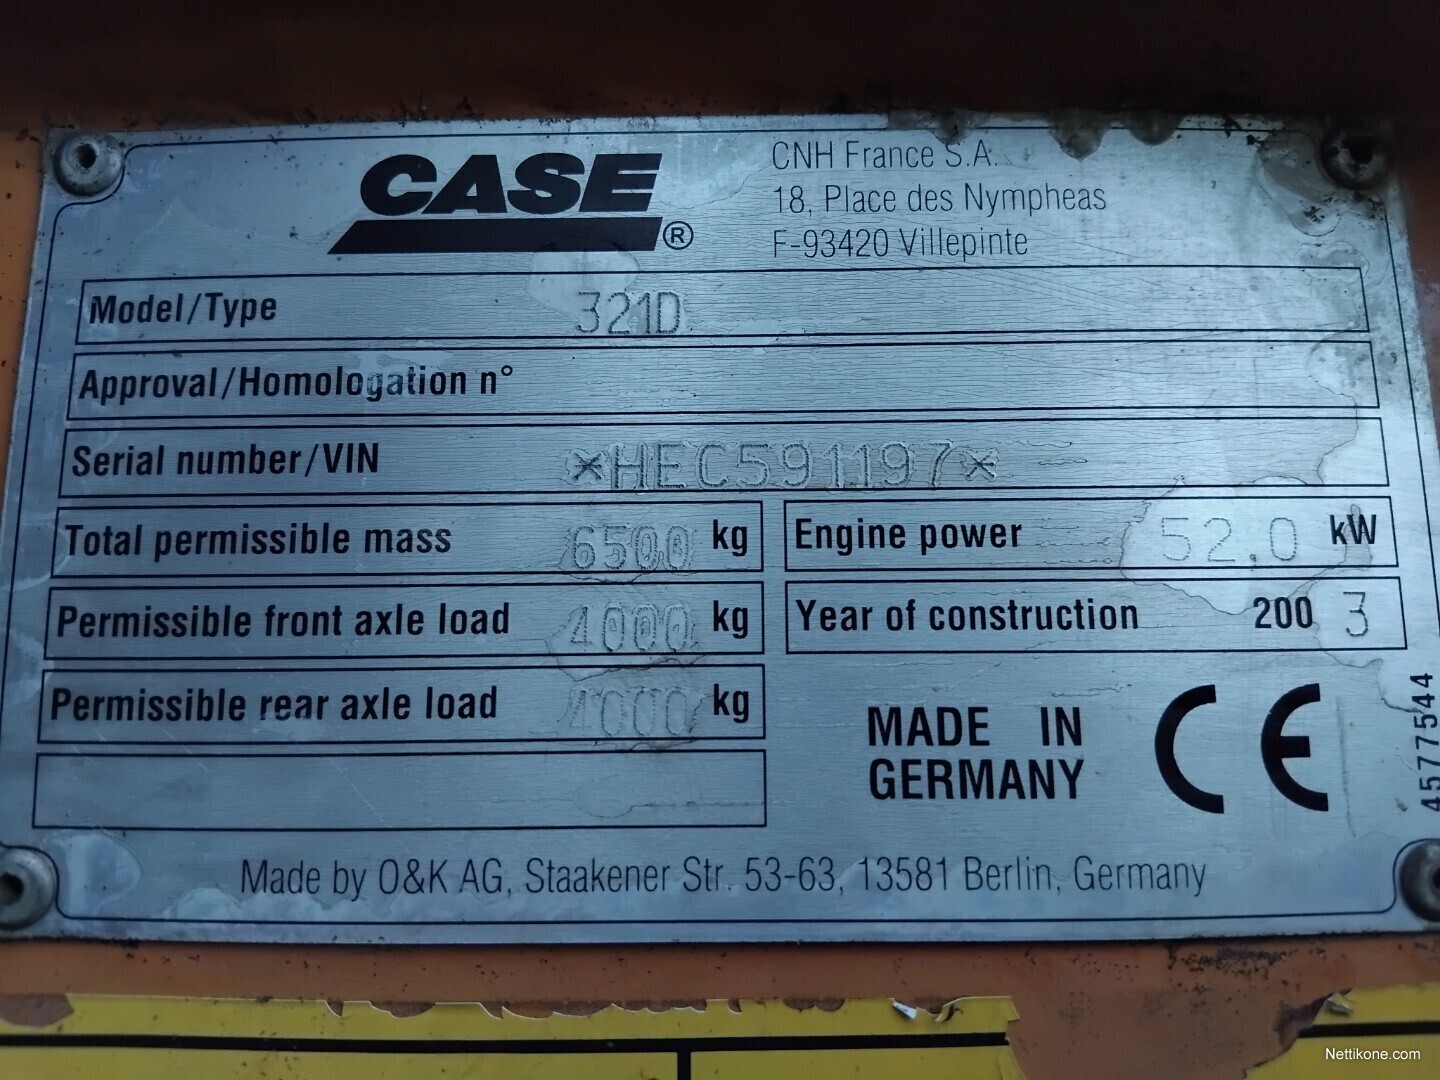 CASE®
CNH France S.A.
18, Place des Nympheas
F-93420 Villepinte
Model/Type 321D
Approval/Homologation n°
Serial number/VIN *HEC591197*
Total permissible mass 6500 kg
Engine power 52,0 kW
Permissible front axle load 4000 kg
Year of construction 200 3
Permissible rear axle load 4000 kg
MADE IN
GERMANY
CE
4577544
Made by O&K AG, Staakener Str. 53-63, 13581 Berlin, Germany
Nettikone.com